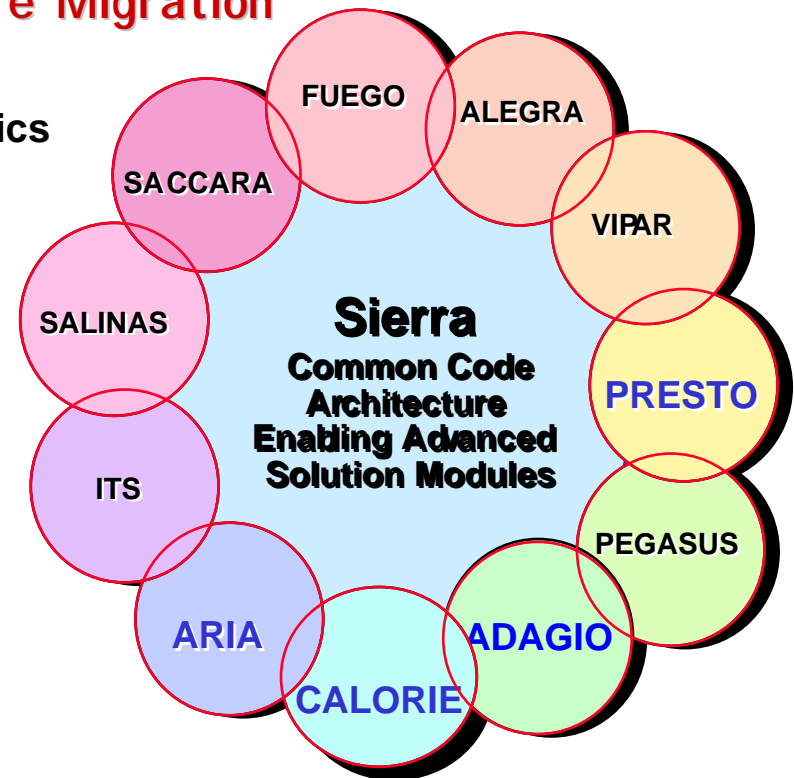 e Migration
ics
FUEGO
ALEGRA
SACCARA
VIPAR
SALINAS
Sierra
Common Code
Architecture
Enabling Advanced
Solution Modules
PRESTO
ITS
PEGASUS
ARIA
ADAGIO
CALORIE